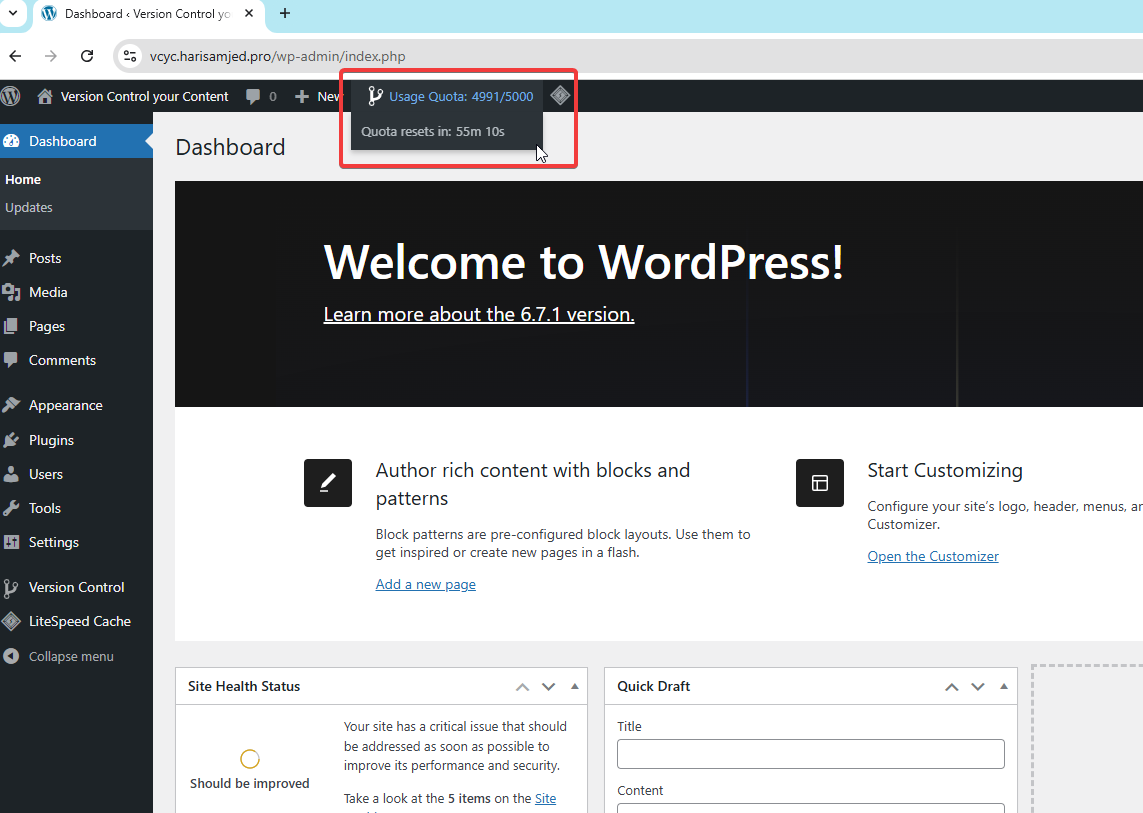 Dashboard ‹ Version Control yo
vcyc.harisamjed.pro/wp-admin/index.php
Version Control your Content
0
New
Usage Quota: 4991/5000
Quota resets in: 55m 10s
Dashboard
Home
Updates
Posts
Media
Pages
Comments
Appearance
Plugins
Users
Tools
Settings
Version Control
LiteSpeed Cache
Collapse menu
Dashboard
Welcome to WordPress!
Learn more about the 6.7.1 version.
Author rich content with blocks and
patterns
Block patterns are pre-configured block layouts. Use them to
get inspired or create new pages in a flash.
Add a new page
Start Customizing
Configure your site's logo, header, menus, an
Customizer.
Open the Customizer
Site Health Status
Should be improved
Your site has a critical issue that should
be addressed as soon as possible to
improve its performance and security.
Take a look at the 5 items on the Site
Quick Draft
Title
Content